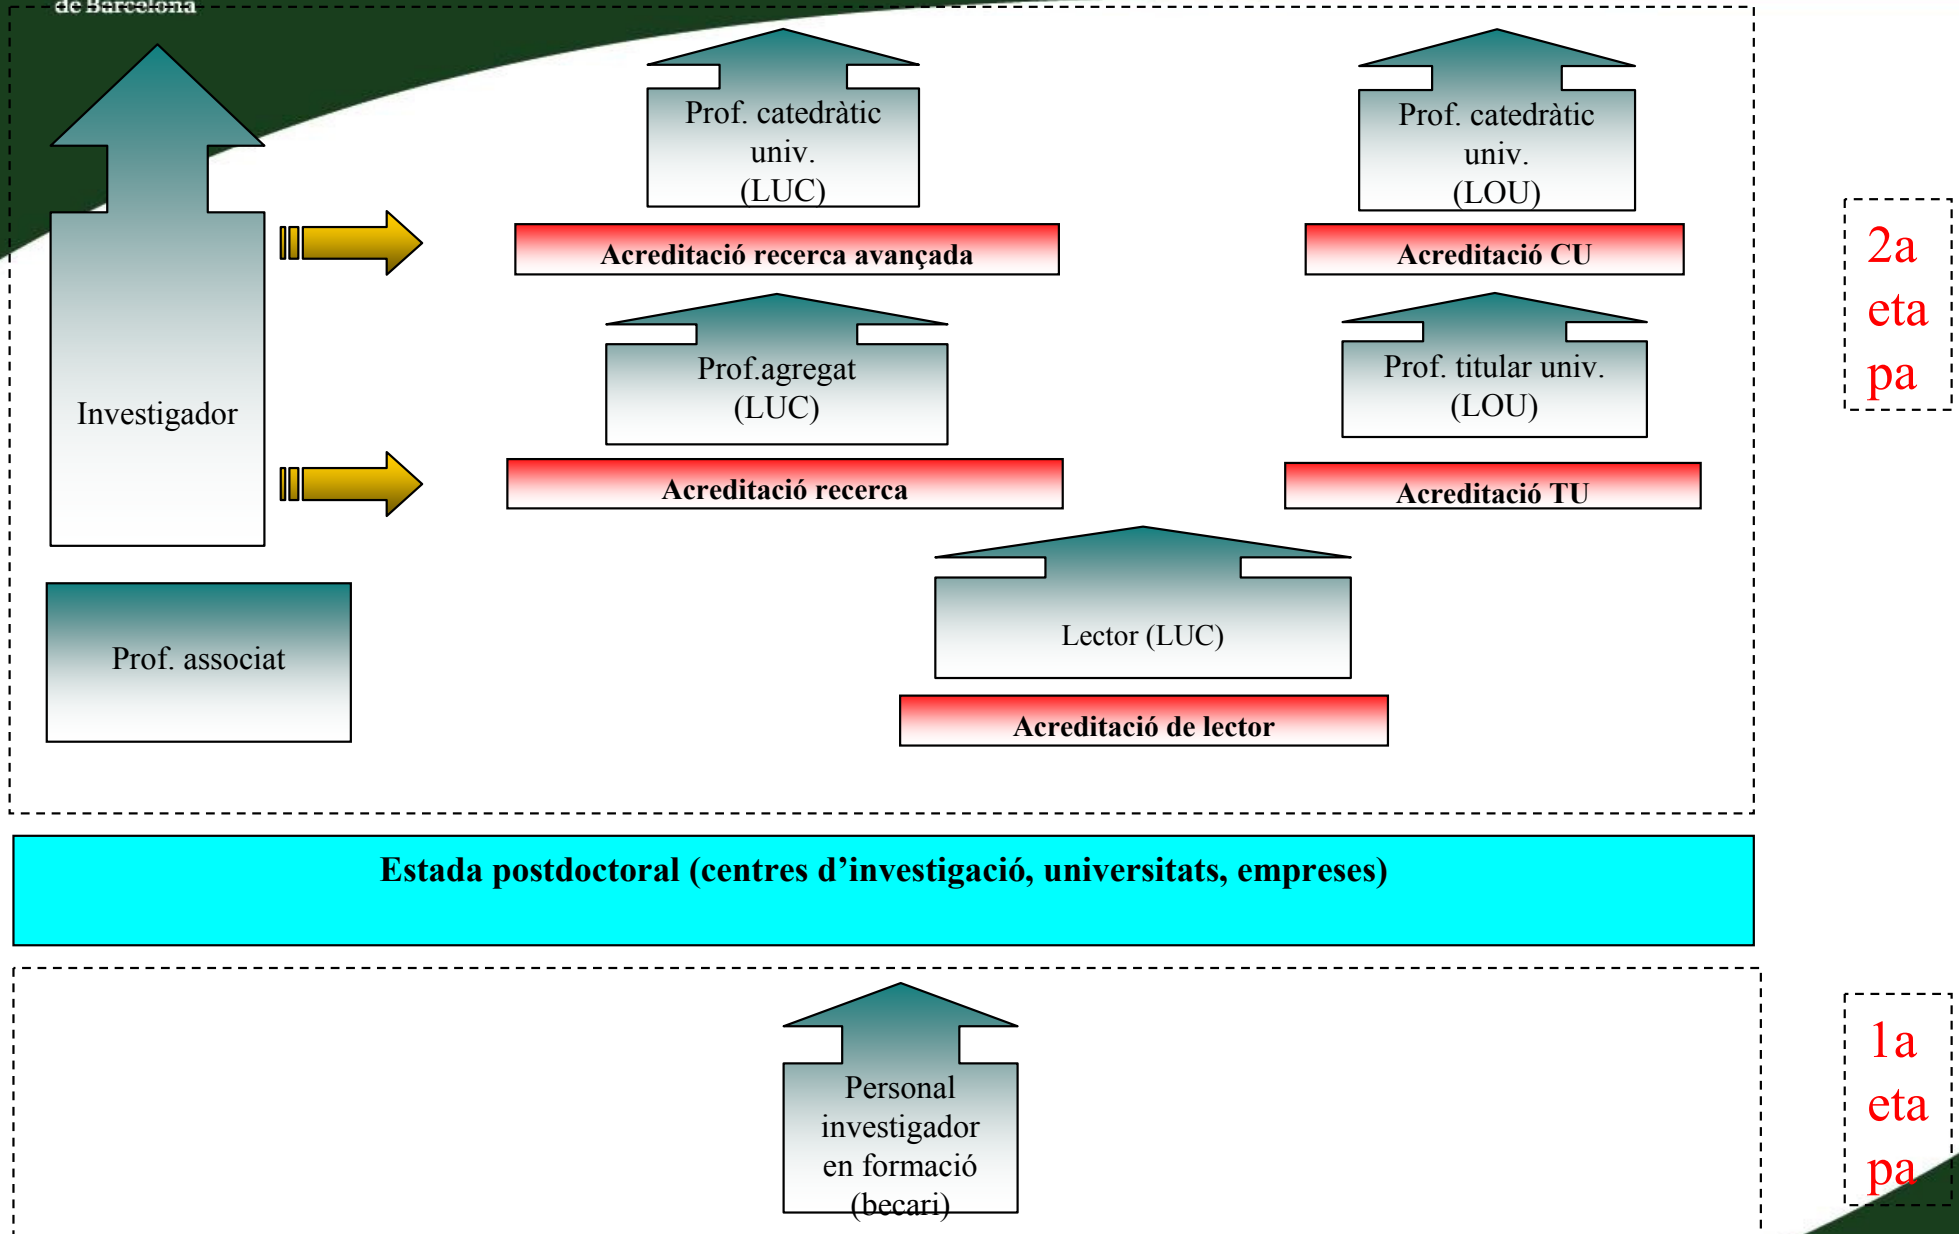 de Barcelona
Prof. catedràtic
univ.
(LUC)
Prof. catedràtic
univ.
(LOU)
Acreditació recerca avançada
Acreditació CU
2a
eta
pa
Investigador
Prof.agregat
(LUC)
Prof. titular univ.
(LOU)
Acreditació recerca
Acreditació TU
Prof. associat
Lector (LUC)
Acreditació de lector
Estada postdoctoral (centres d’investigació, universitats, empreses)
Personal
investigador
en formació
(becari)
1a
eta
pa